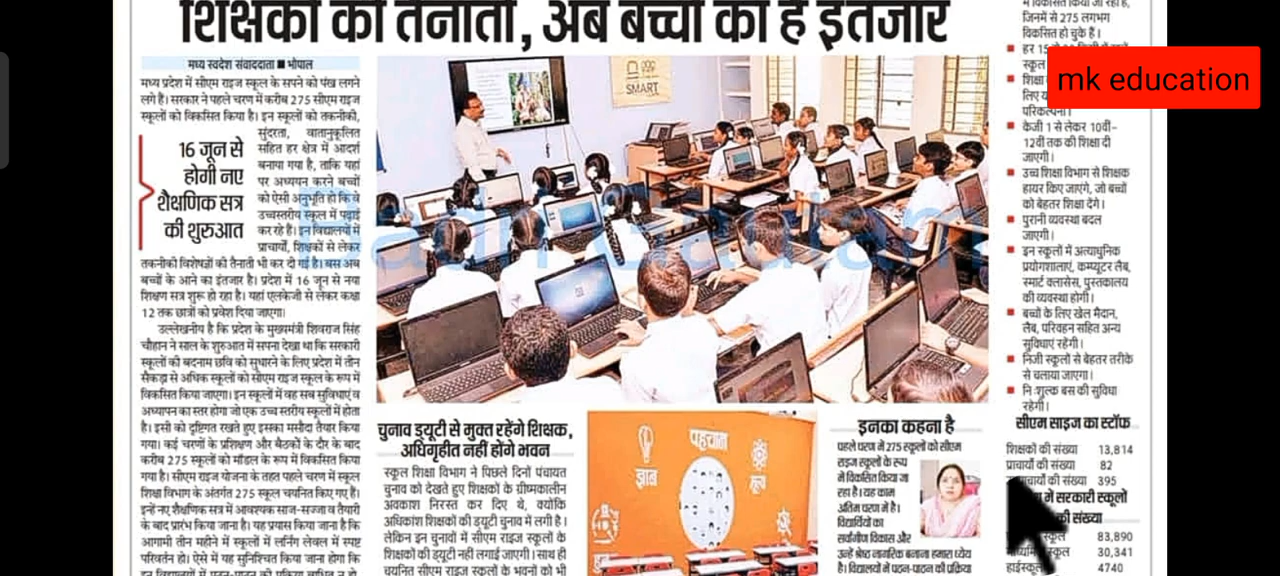 शिक्षकों की तैनाती, अब बच्चों का है इंतजार
मध्य स्वदेश संवाददाता ■ भोपाल
मध्य प्रदेश में सीएम राइज स्कूल के सपने को पंख लगने
लगे हैं। सरकार ने पहले चरण में करीब 275 सीएम राइज
स्कूलों को विकसित किया है। इन स्कूलों को तकनीकी,
सुंदरता, वातानुकूलित
सहित हर क्षेत्र में आदर्श
बनाया गया है, ताकि यहां
पर अध्ययन करने बच्चों
को ऐसी अनुभूति हो कि वे
उच्चस्तरीय स्कूल में पढ़ाई
कर रहे हैं। इन विद्यालयों में
प्राचार्यों, शिक्षकों से लेकर
16 जून से
होगी नए
शैक्षणिक सत्र
की शुरुआत
तकनीकी विशेषज्ञों की तैनाती भी कर दी गई है। बस अब
बच्चों के आने का इंतजार है। प्रदेश में 16 जून से नया
शिक्षण सत्र शुरू हो रहा है। यहां एलकेजी से लेकर कक्षा
12 तक छात्रों को प्रवेश दिया जाएगा।
उल्लेखनीय है कि प्रदेश के मुख्यमंत्री शिवराज सिंह
चौहान ने साल के शुरुआत में सपना देखा था कि सरकारी
स्कूलों की बदनाम छवि को सुधारने के लिए प्रदेश में तीन
सैकड़ा से अधिक स्कूलों को सीएम राइज स्कूल के रूप में
विकसित किया जाएगा। इन स्कूलों में वह सब सुविधाएं व
अध्यापन का स्तर होगा जो एक उच्च स्तरीय स्कूलों में होता
है। इसी को दृष्टिगत रखते हुए इसका मसौदा तैयार किया
गया। कई चरणों के प्रशिक्षण और बैठकों के दौर के बाद
करीब 275 स्कूलों को मॉडल के रूप में विकसित किया
गया है। सीएम राइज योजना के तहत पहले चरण में स्कूल
शिक्षा विभाग के अंतर्गत 275 स्कूल चयनित किए गए हैं।
इन्हें नए शैक्षणिक सत्र में आवश्यक साज-सज्जा व तैयारी
के बाद प्रारंभ किया जाना है। यह प्रयास किया जाना है कि
आगामी तीन महीने में स्कूलों में लर्निंग लेवल में स्पष्ट
परिवर्तन हो। ऐसे में यह सुनिश्चित किया जाना होगा कि
SMART
Badri Gautam
चुनाव ड्यूटी से मुक्त रहेंगे शिक्षक,
अधिगृहीत नहीं होंगे भवन
स्कूल शिक्षा विभाग ने पिछले दिनों पंचायत
चुनाव को देखते हुए शिक्षकों के ग्रीष्मकालीन
अवकाश निरस्त कर दिए थे, क्योंकि
अधिकांश शिक्षकों की ड्यूटी चुनाव में लगी है।
लेकिन इन चुनावों में सीएम राइज स्कूलों के
शिक्षकों की ड्यूटी नहीं लगाई जाएगी। साथ ही
चयनित सीएम राइज स्कूलों के भवनों को भी
पहचान
ज्ञान
मूल्य
इनका कहना है
पहले चरण में 275 स्कूलों को सीएम
राइज स्कूलों के रूप
में विकसित किया जा
रहा है। यह काम
अंतिम चरण में है।
विद्यार्थियों का
सर्वांगीण विकास और
उन्हें श्रेष्ठ नागरिक बनाना हमारा ध्येय
है। विद्यालयों में पठन-पाठन की प्रक्रिया
में विकसित किया जा रहा है,
जिनमें से 275 लगभग
विकसित हो चुके हैं।
हर 15
स्कूल
शिक्षा
लिए
परिकल्पना।
केजी 1 से लेकर 10वीं-
12वीं तक की शिक्षा दी
जाएगी।
उच्च शिक्षा विभाग से शिक्षक
हायर किए जाएंगे, जो बच्चों
को बेहतर शिक्षा देंगे।
पुरानी व्यवस्था बदल
जाएगी।
इन स्कूलों में अत्याधुनिक
प्रयोगशालाएं, कम्प्यूटर लैब,
स्मार्ट क्लासेस, पुस्तकालय
की व्यवस्था होगी।
बच्चों के लिए खेल मैदान,
लैब, परिवहन सहित अन्य
सुविधाएं रहेंगी।
निजी स्कूलों से बेहतर तरीके
से चलाया जाएगा।
निःशुल्क बस की सुविधा
रहेगी।
mk education
सीएम साइज का स्टॉफ
शिक्षकों की संख्या 13,814
प्राचार्यों की संख्या 82
की संख्या 395
में सरकारी स्कूलों
की संख्या
स्कूल 83,890
स्कूल 30,341
हाईस्कूल 4740